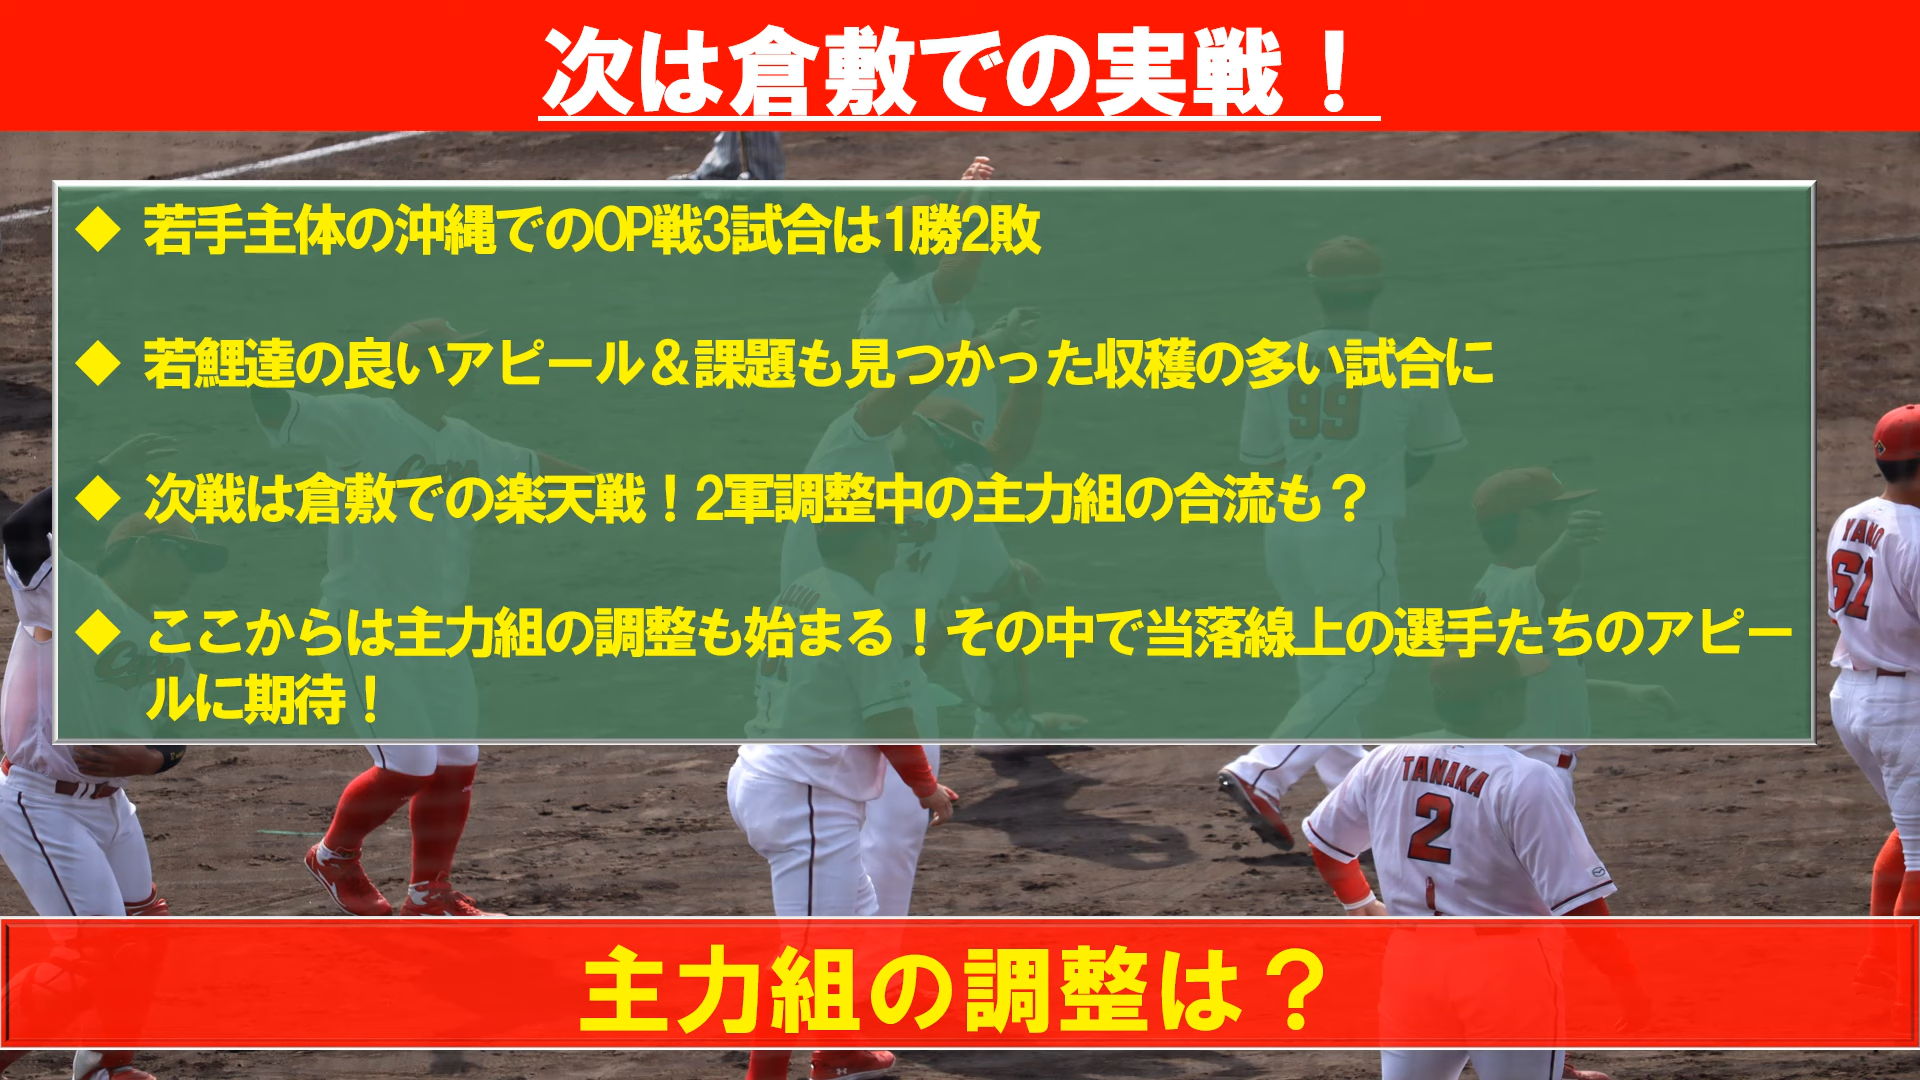 次は倉敷での実戦！
◆ 若手主体の沖縄でのOP戦3試合は1勝2敗
◆ 若鯉達の良いアピール＆課題も見つかった収穫の多い試合に
◆ 次戦は倉敷での楽天戦！2軍調整中の主力組の合流も？
◆ ここからは主力組の調整も始まる！その中で当落線上の選手たちのアピー
ルに期待！
99
YANO
61
TANAKA
2
主力組の調整は？